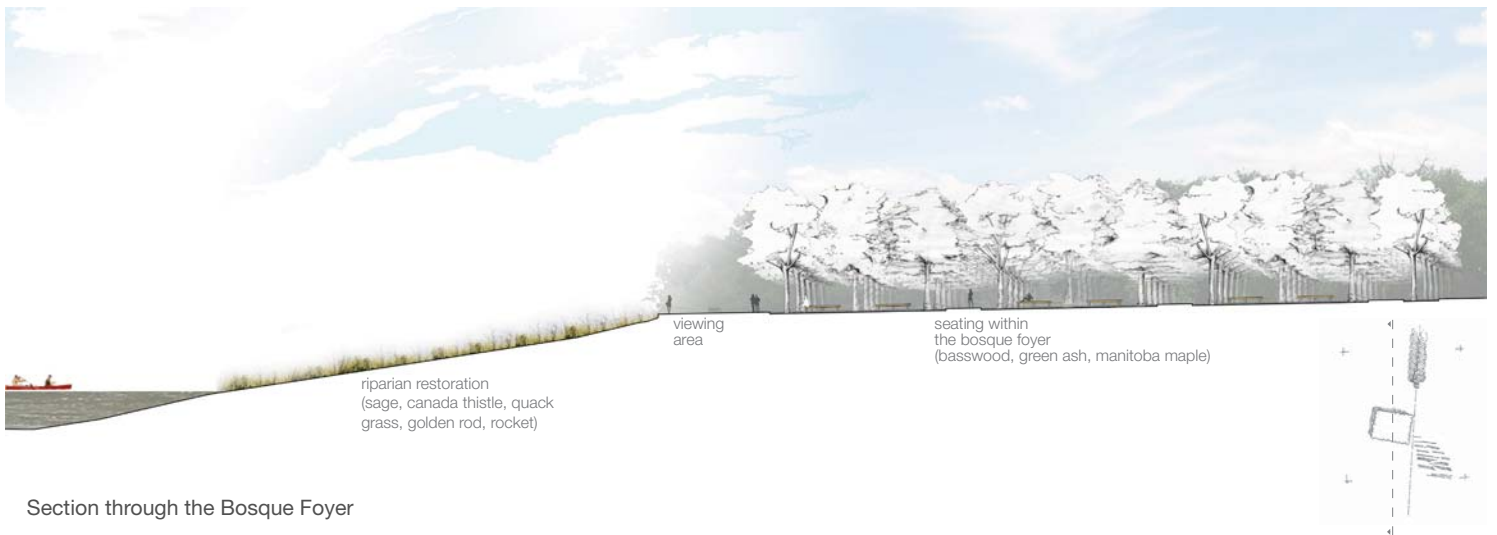 viewing
area
seating within
the bosque foyer
(basswood, green ash, manitoba maple)
riparian restoration
(sage, canada thistle, quack
grass, golden rod, rocket)
Section through the Bosque Foyer